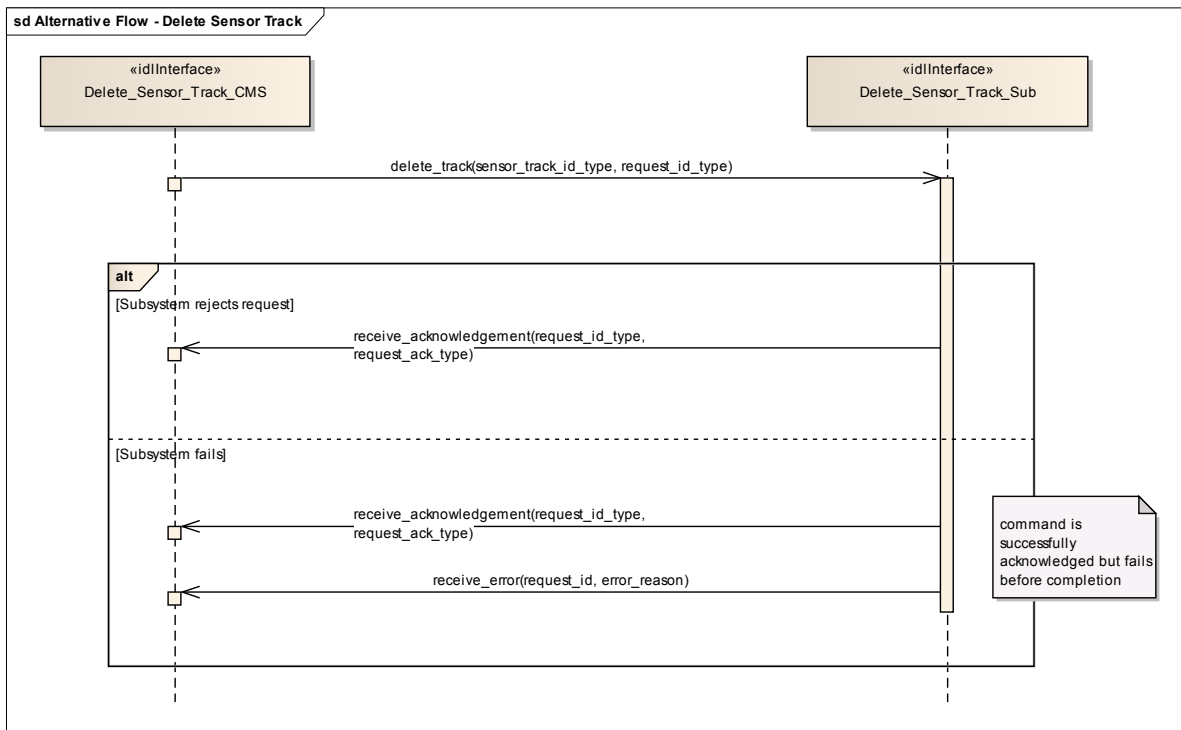 sd Alternative Flow - Delete Sensor Track
«idlInterface»
Delete_Sensor_Track_CMS
«idlInterface»
Delete_Sensor_Track_Sub
delete_track(sensor_track_id_type, request_id_type)
alt
[Subsystem rejects request]
receive_acknowledgement(request_id_type,
request_ack_type)
[Subsystem fails]
receive_acknowledgement(request_id_type,
request_ack_type)
command is
successfully
acknowledged but fails
before completion
receive_error(request_id, error_reason)